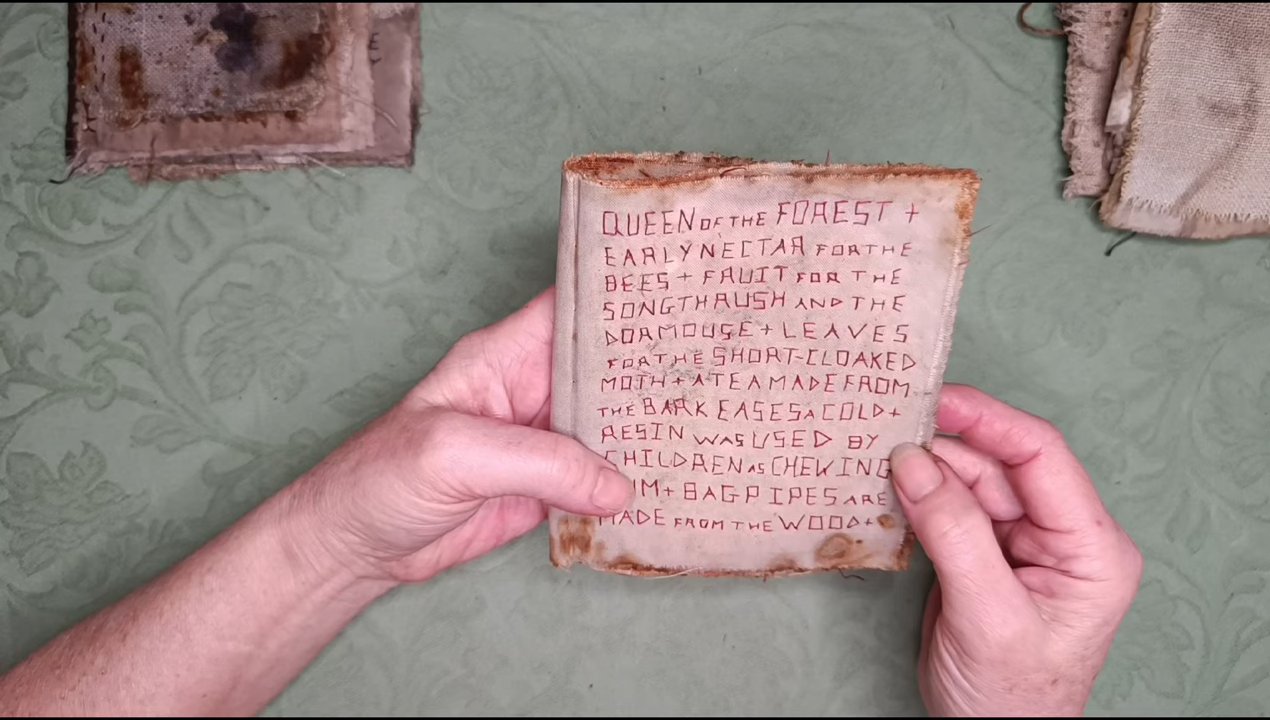 QUEEN OF THE FOREST +
EARLY NECTAR FOR THE
BEES + FRUIT FOR THE
SONGTHRUSH AND THE
DORMOUSE + LEAVES
FOR THE SHORT-CLOAKED
MOTH + A TEA MADE FROM
THE BARK EASES A COLD +
RESIN WAS USED BY
CHILDREN AS CHEWING
+ BAGPIPES ARE
MADE FROM THE WOOD +